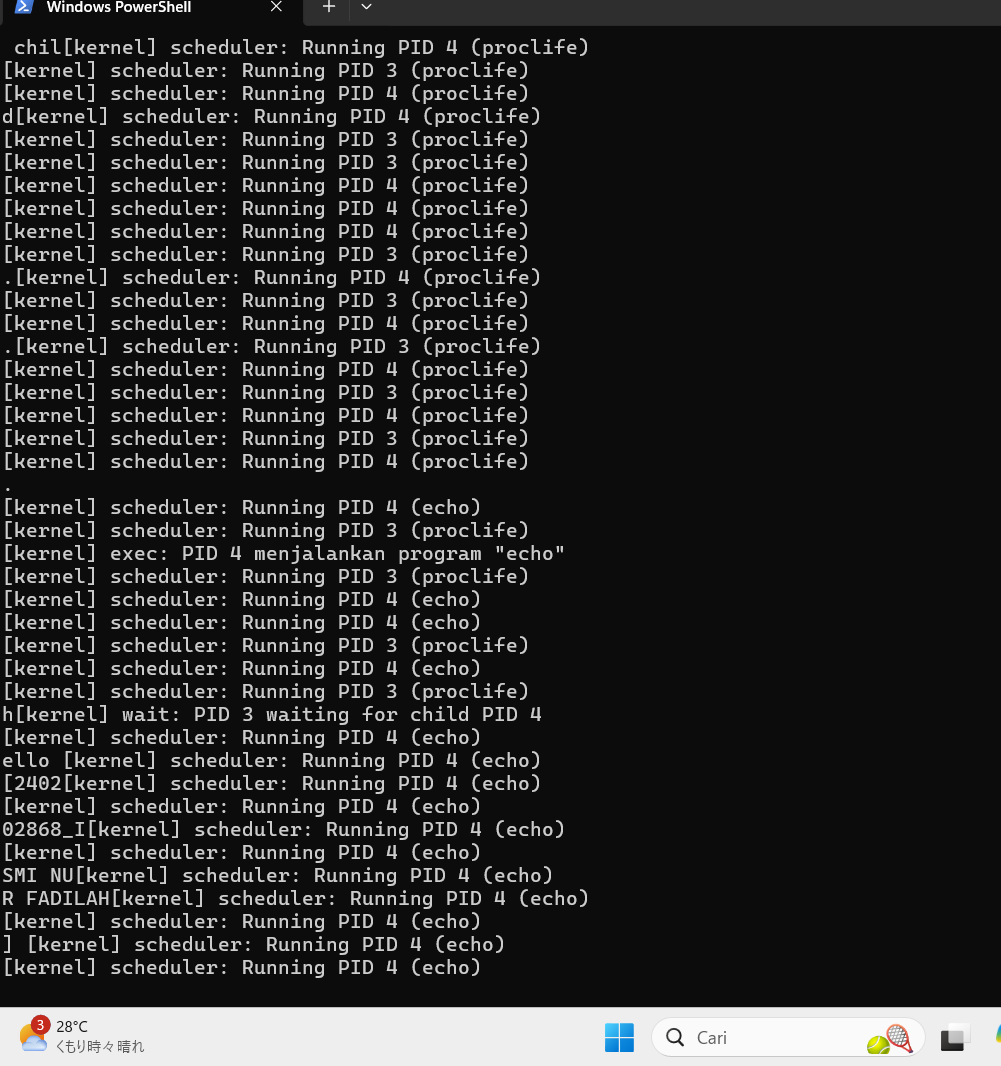 Windows PowerShell
 chil[kernel] scheduler: Running PID 4 (proclife)
[kernel] scheduler: Running PID 3 (proclife)
[kernel] scheduler: Running PID 4 (proclife)
d[kernel] scheduler: Running PID 4 (proclife)
[kernel] scheduler: Running PID 3 (proclife)
[kernel] scheduler: Running PID 3 (proclife)
[kernel] scheduler: Running PID 4 (proclife)
[kernel] scheduler: Running PID 4 (proclife)
[kernel] scheduler: Running PID 4 (proclife)
[kernel] scheduler: Running PID 3 (proclife)
.[kernel] scheduler: Running PID 4 (proclife)
[kernel] scheduler: Running PID 3 (proclife)
[kernel] scheduler: Running PID 4 (proclife)
.[kernel] scheduler: Running PID 3 (proclife)
[kernel] scheduler: Running PID 4 (proclife)
[kernel] scheduler: Running PID 3 (proclife)
[kernel] scheduler: Running PID 4 (proclife)
[kernel] scheduler: Running PID 3 (proclife)
[kernel] scheduler: Running PID 4 (proclife)
.
[kernel] scheduler: Running PID 4 (echo)
[kernel] scheduler: Running PID 3 (proclife)
[kernel] exec: PID 4 menjalankan program "echo"
[kernel] scheduler: Running PID 3 (proclife)
[kernel] scheduler: Running PID 4 (echo)
[kernel] scheduler: Running PID 4 (echo)
[kernel] scheduler: Running PID 3 (proclife)
[kernel] scheduler: Running PID 4 (echo)
[kernel] scheduler: Running PID 3 (proclife)
h[kernel] wait: PID 3 waiting for child PID 4
[kernel] scheduler: Running PID 4 (echo)
ello [kernel] scheduler: Running PID 4 (echo)
[2402[kernel] scheduler: Running PID 4 (echo)
[kernel] scheduler: Running PID 4 (echo)
02868_I[kernel] scheduler: Running PID 4 (echo)
[kernel] scheduler: Running PID 4 (echo)
SMI NU[kernel] scheduler: Running PID 4 (echo)
R FADILAH[kernel] scheduler: Running PID 4 (echo)
[kernel] scheduler: Running PID 4 (echo)
] [kernel] scheduler: Running PID 4 (echo)
[kernel] scheduler: Running PID 4 (echo)
3
28°C
くもり時々晴れ
Cari